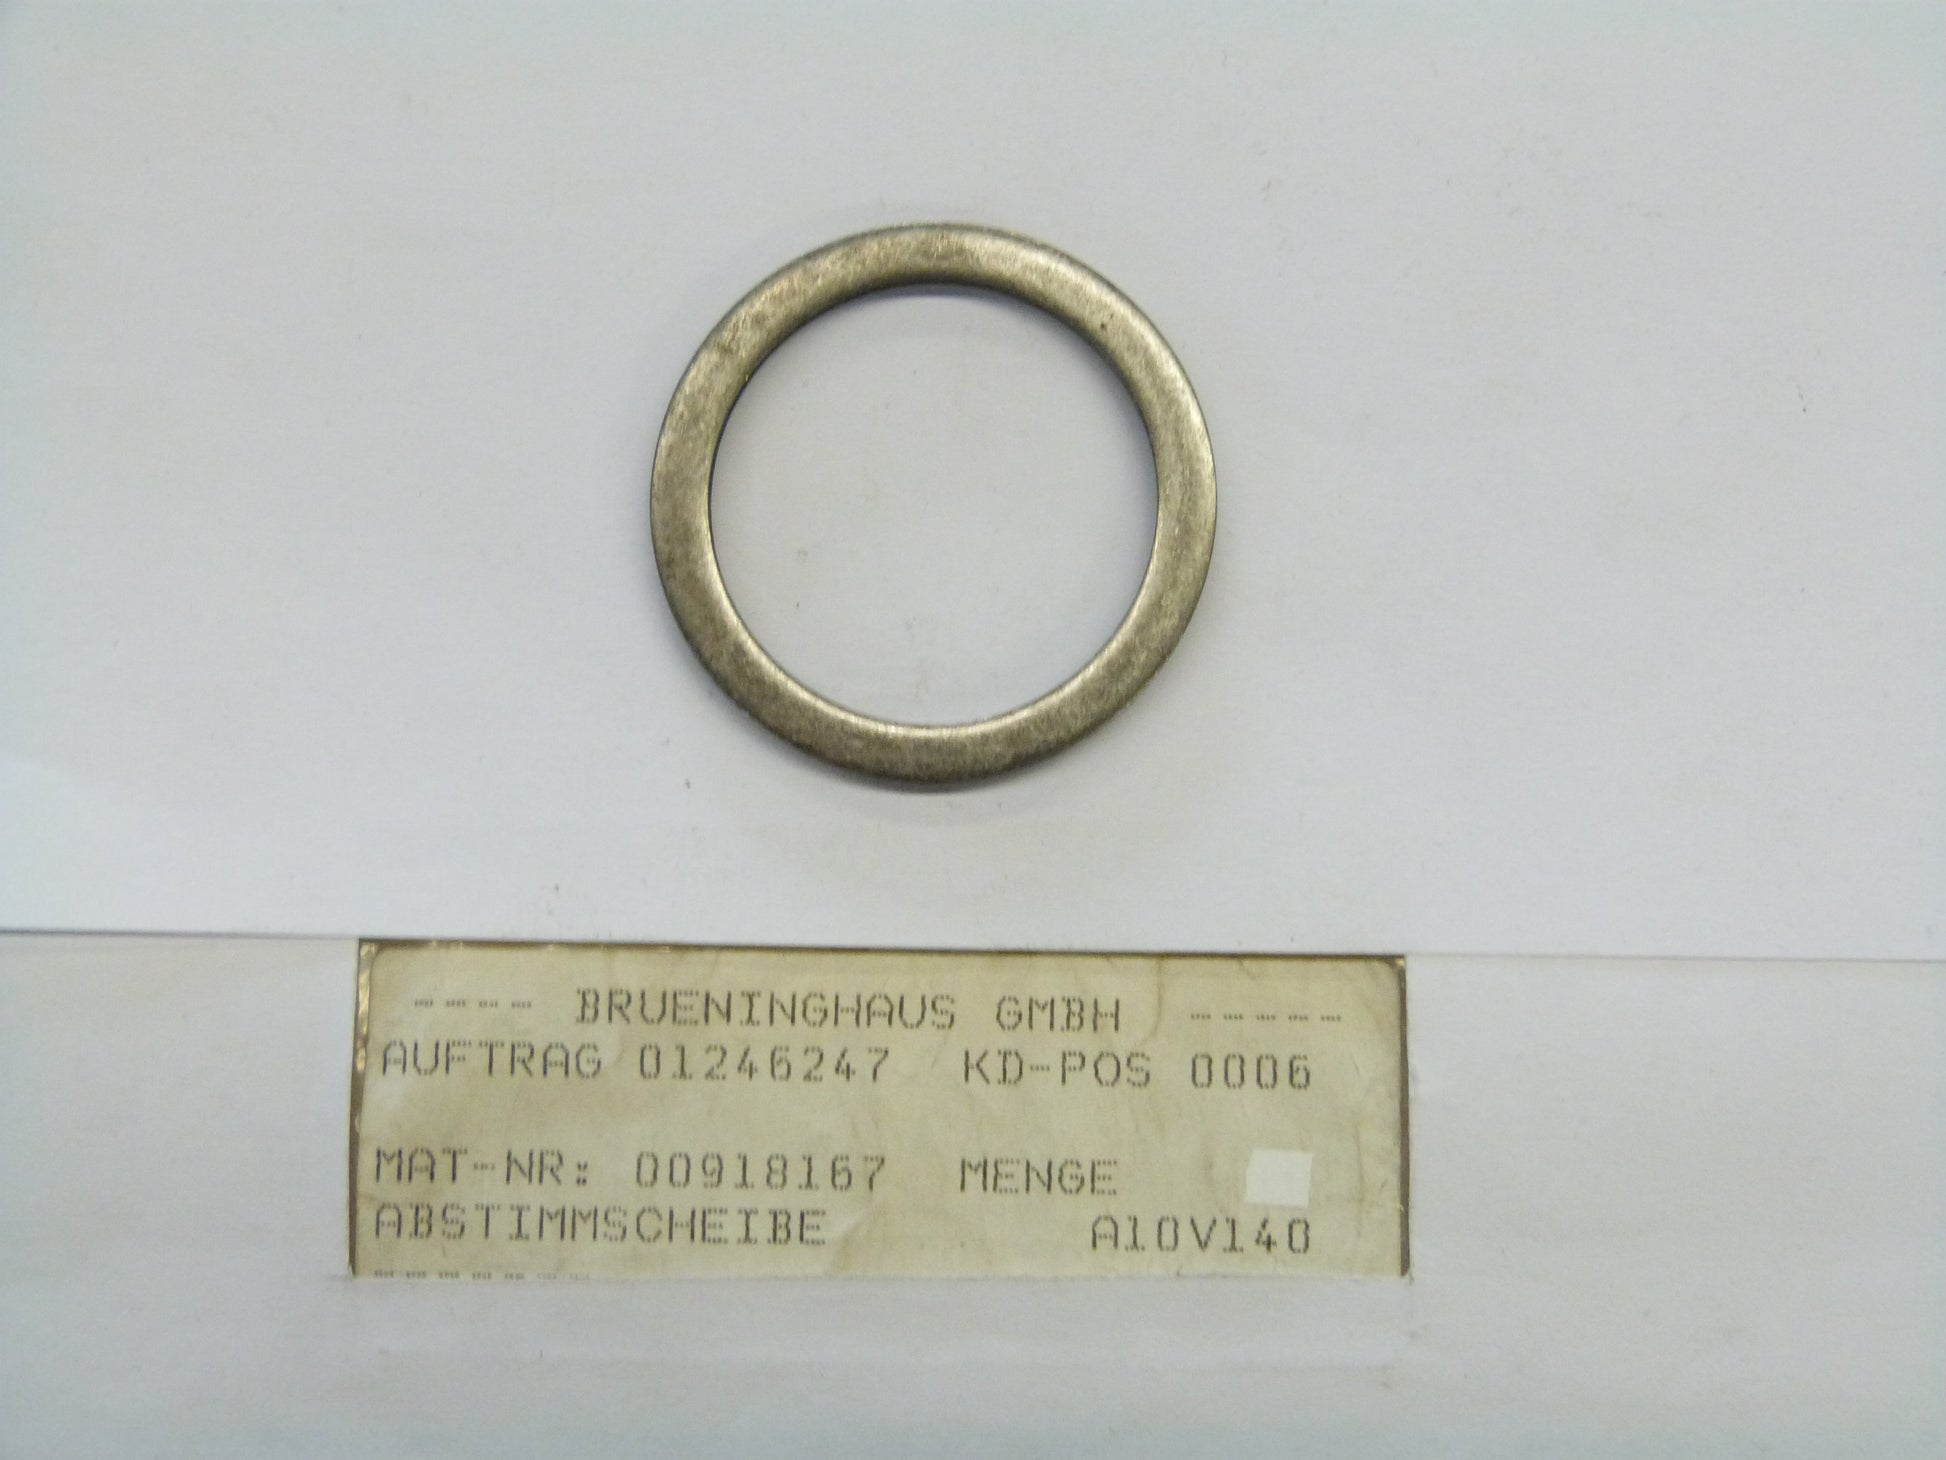 ---- BRUENINGHAUS GMBH -----
AUFTRAG 01246247 KD-POS 0006
MAT-NR: 00918167 MENGE
ABSTIMMSCHEIBE A10V140